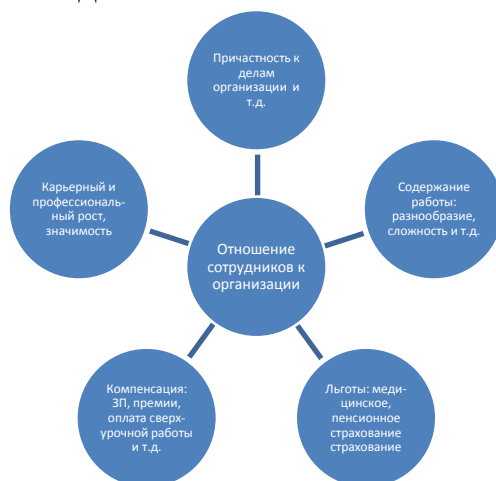 Причастность к
делам
организации  и
т.д.
Карьерный и
профессиональ-
ный рост,
значимость
Содержание
работы:
разнообразие,
сложность и т.д.
Отношение
сотрудников к
организации
Компенсация:
ЗП, премии,
оплата сверх-
урочной работы
и т.д.
Льготы: меди-
цинское,
пенсионное
страхование
страхование